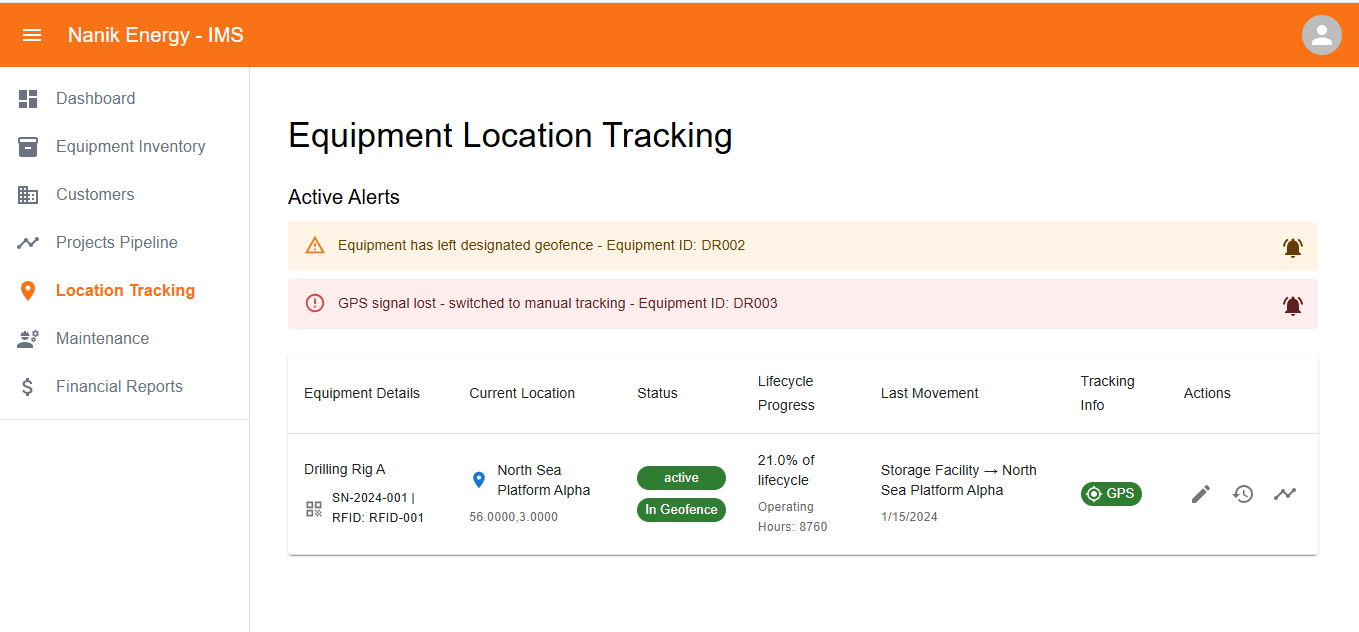 Nanik Energy - IMS
Dashboard
Equipment Inventory
Customers
Projects Pipeline
Location Tracking
Maintenance
Financial Reports
Equipment Location Tracking
Active Alerts
Equipment has left designated geofence - Equipment ID: DR002
GPS signal lost - switched to manual tracking - Equipment ID: DR003
Equipment Details
Current Location
Status
Lifecycle
Progress
Last Movement
Tracking
Info
Actions
Drilling Rig A
SN-2024-001 |
RFID: RFID-001
North Sea
Platform Alpha
56.0000,3.0000
active
In Geofence
21.0% of
lifecycle
Operating
Hours: 8760
Storage Facility → North
Sea Platform Alpha
1/15/2024
GPS